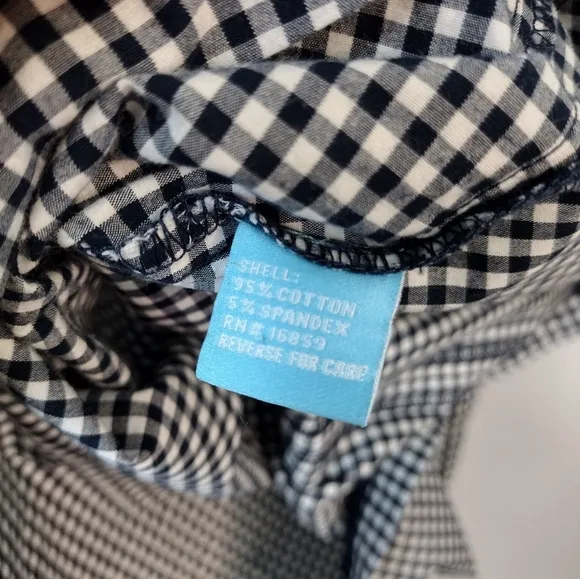 SHELL:
95% COTTON
5% SPANDEX
RN# 16859
REVERSE FOR CARE